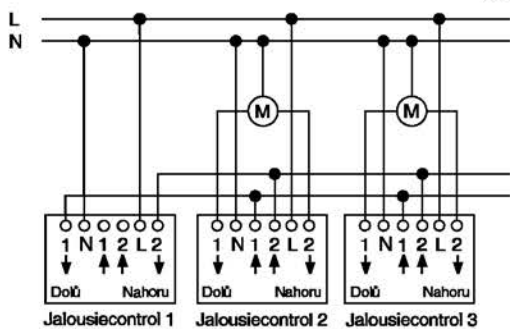 L
N
M M
1 N 1 2 L 2 1 N 1 2 L 2 1 N 1 2 L 2
Dolů Nahoru Dolů Nahoru Dolů Nahoru
Jalousiecontrol 1 Jalousiecontrol 2 Jalousiecontrol 3